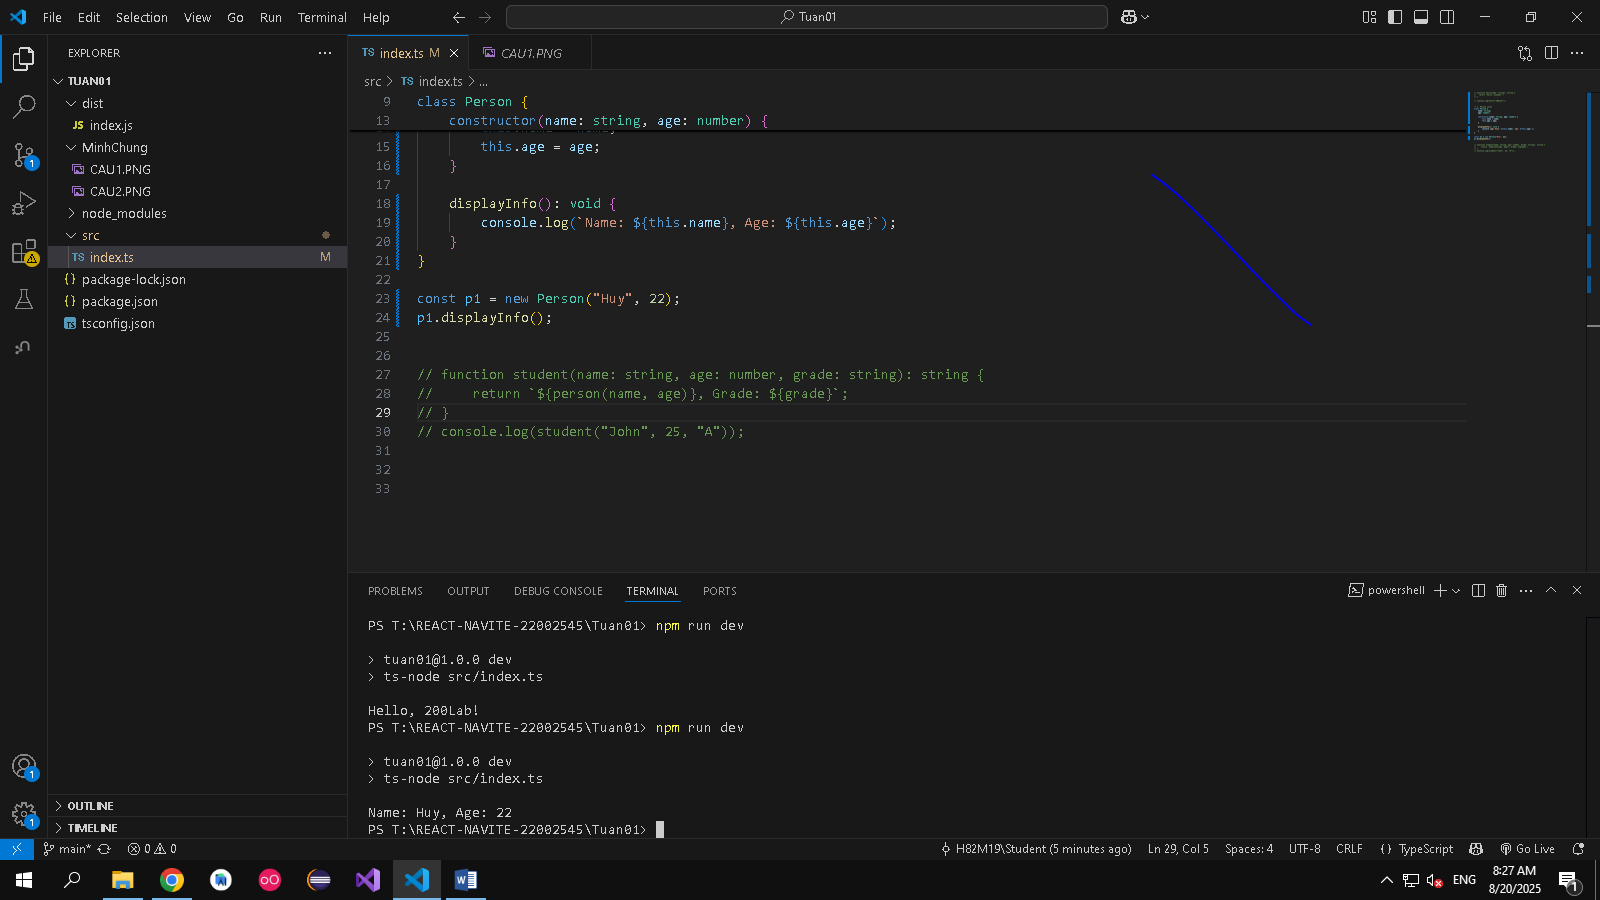 File Edit Selection View Go Run Terminal Help Tuan01
EXPLORER
TUAN01
dist
JS index.js
MinhChung
CAU1.PNG
CAU2.PNG
node_modules
src
TS index.ts M
{} package-lock.json
{} package.json
TS tsconfig.json
OUTLINE
TIMELINE
TS index.ts M CAU1.PNG
src > TS index.ts > ...
9 class Person {
13 constructor(name: string, age: number) {
15 this.age = age;
16 }
17
18 displayInfo(): void {
19 console.log(`Name: ${this.name}, Age: ${this.age}`);
20 }
21 }
22
23 const p1 = new Person("Huy", 22);
24 p1.displayInfo();
25
26
27 // function student(name: string, age: number, grade: string): string {
28 // return `${person(name, age)}, Grade: ${grade}`;
29 // }
30 // console.log(student("John", 25, "A"));
31
32
33
PROBLEMS OUTPUT DEBUG CONSOLE TERMINAL PORTS powershell
PS T:\REACT-NAVITE-22002545\Tuan01> npm run dev
> tuan01@1.0.0 dev
> ts-node src/index.ts
Hello, 200Lab!
PS T:\REACT-NAVITE-22002545\Tuan01> npm run dev
> tuan01@1.0.0 dev
> ts-node src/index.ts
Name: Huy, Age: 22
PS T:\REACT-NAVITE-22002545\Tuan01>
main* 0 0 H82M19\Student (5 minutes ago) Ln 29, Col 5 Spaces: 4 UTF-8 CRLF {} TypeScript Go Live
ENG
8:27 AM
8/20/2025
1